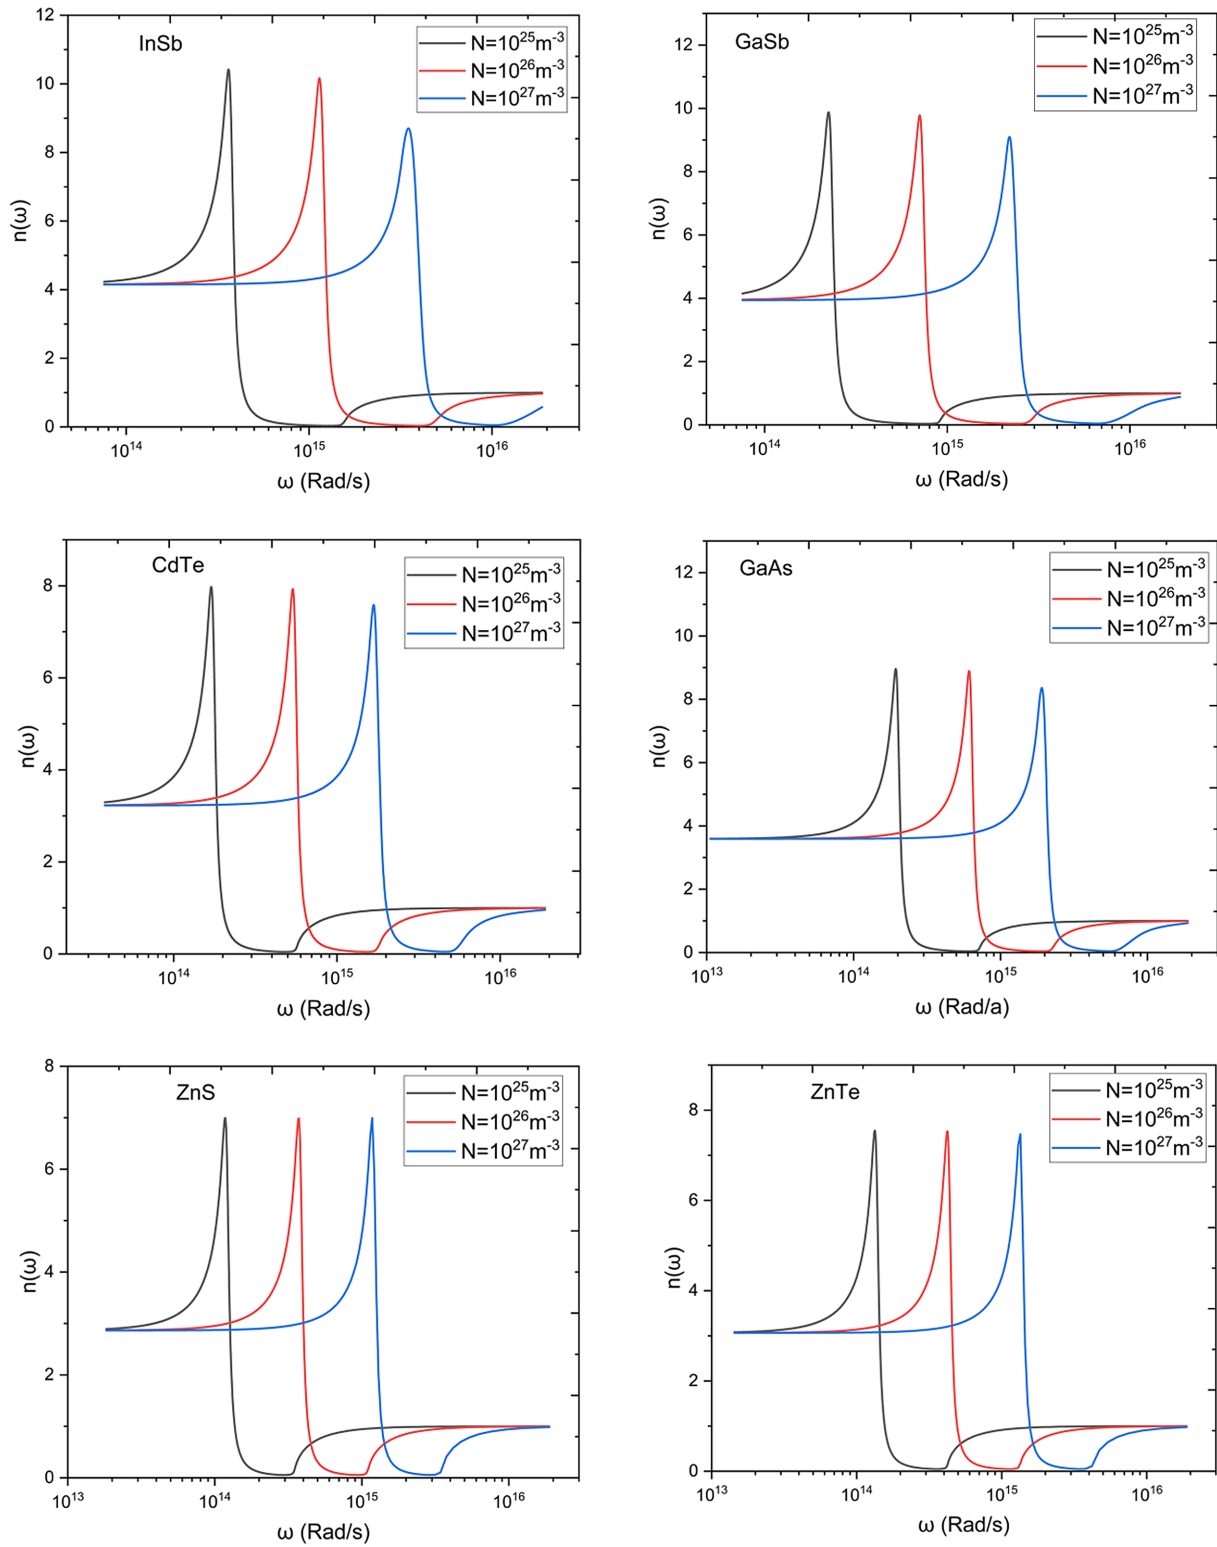 InSb
N=10²⁵m⁻³
N=10²⁶m⁻³
N=10²⁷m⁻³
12
10
8
6
4
2
0
n(ω)
10¹⁴ 10¹⁵ 10¹⁶
ω (Rad/s)
GaSb
N=10²⁵m⁻³
N=10²⁶m⁻³
N=10²⁷m⁻³
12
10
8
6
4
2
0
n(ω)
10¹⁴ 10¹⁵ 10¹⁶
ω (Rad/s)
CdTe
N=10²⁵m⁻³
N=10²⁶m⁻³
N=10²⁷m⁻³
8
6
4
2
0
n(ω)
10¹⁴ 10¹⁵ 10¹⁶
ω (Rad/s)
GaAs
N=10²⁵m⁻³
N=10²⁶m⁻³
N=10²⁷m⁻³
12
10
8
6
4
2
0
n(ω)
10¹³ 10¹⁴ 10¹⁵ 10¹⁶
ω (Rad/a)
ZnS
N=10²⁵m⁻³
N=10²⁶m⁻³
N=10²⁷m⁻³
8
6
4
2
0
n(ω)
10¹³ 10¹⁴ 10¹⁵ 10¹⁶
ω (Rad/s)
ZnTe
N=10²⁵m⁻³
N=10²⁶m⁻³
N=10²⁷m⁻³
8
6
4
2
0
n(ω)
10¹³ 10¹⁴ 10¹⁵ 10¹⁶
ω (Rad/s)